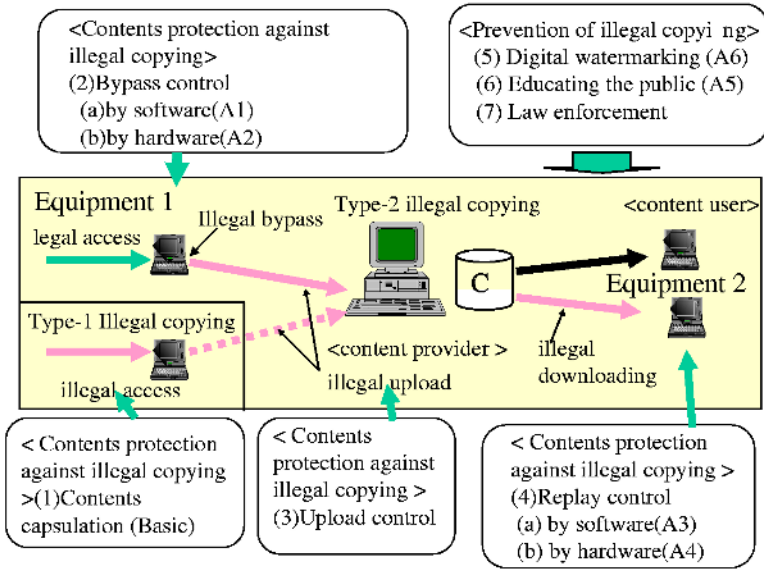 <Contents protection against
illegal copying>
(2)Bypass control
(a)by software(A1)
(b)by hardware(A2)
<Prevention of illegal copyi ng>
(5) Digital watermarking (A6)
(6) Educating the public (A5)
(7) Law enforcement
Equipment 1
Illegal bypass
Type-2 illegal copying
<content user>
legal access
C
Equipment 2
Type-1 Illegal copying
<content provider >
illegal
illegal access
illegal upload
downloading
< Contents protection
against illegal copying
>(1)Contents
capsulation (Basic)
< Contents
protection against
illegal copying >
(3)Upload control
< Contents protection
against illegal copying >
(4)Replay control
(a) by software(A3)
(b) by hardware(A4)